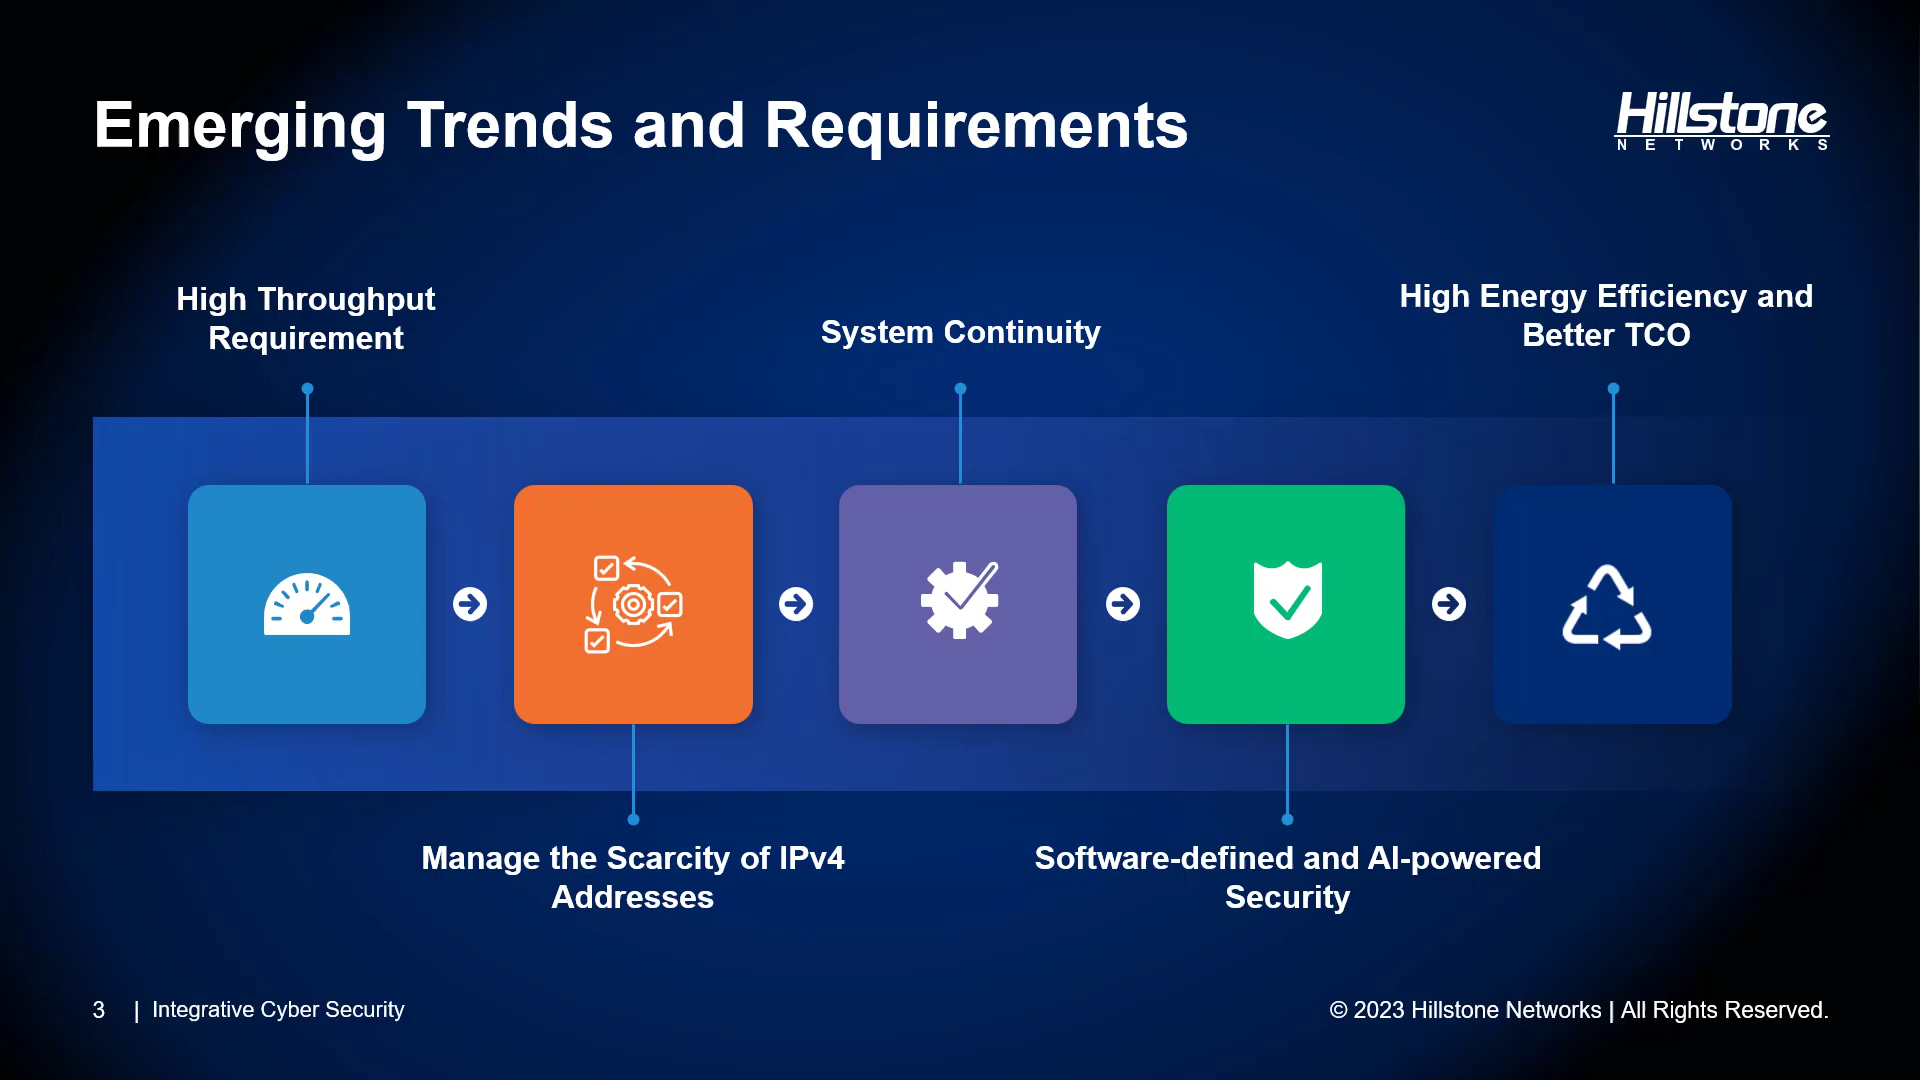 Emerging Trends and Requirements
Hillstone
NETWORKS
High Throughput
Requirement
System Continuity
High Energy Efficiency and
Better TCO
Manage the Scarcity of IPv4
Addresses
Software-defined and AI-powered
Security
3 | Integrative Cyber Security
© 2023 Hillstone Networks | All Rights Reserved.